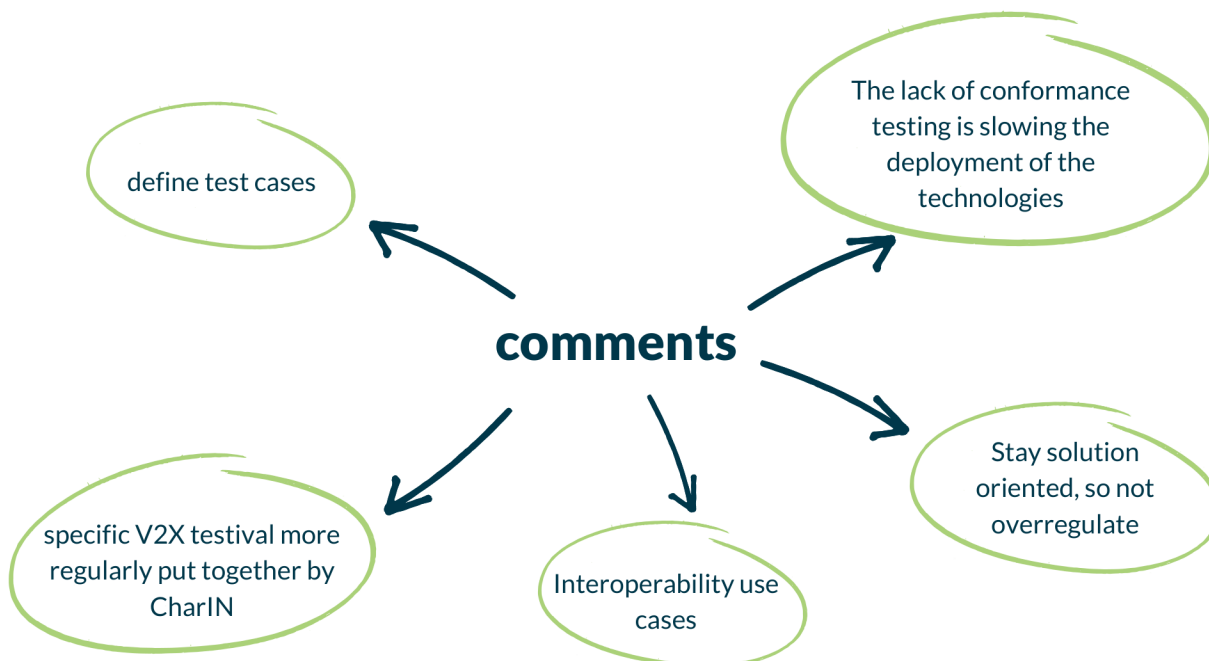 The lack of conformance
testing is slowing the
deployment of the
technologies
define test cases
comments
Stay solution
oriented, so not
overregulate
specific V2X testival more
regularly put together by
CharIN
Interoperability use
cases